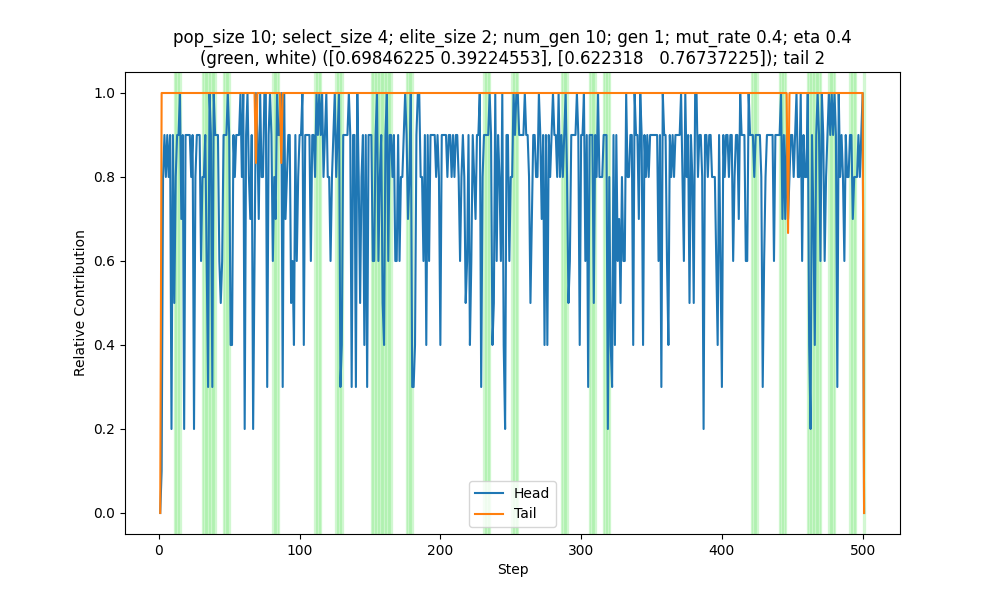 pop_size 10; select_size 4; elite_size 2; num_gen 10; gen 1; mut_rate 0.4; eta 0.4
(green, white) ([0.69846225 0.39224553], [0.622318   0.76737225]); tail 2
Relative Contribution
1.0
0.8
0.6
0.4
0.2
0.0
Head
Tail
0
100
200
300
400
500
Step